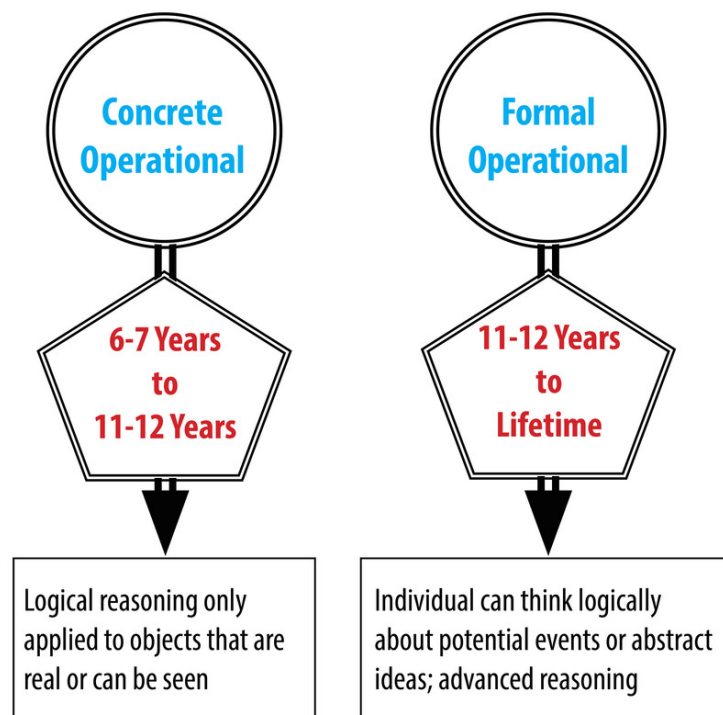 Concrete
Operational
6-7 Years
to
11-12 Years
Logical reasoning only
applied to objects that are
real or can be seen
Formal
Operational
11-12 Years
to
Lifetime
Individual can think logically
about potential events or abstract
ideas; advanced reasoning